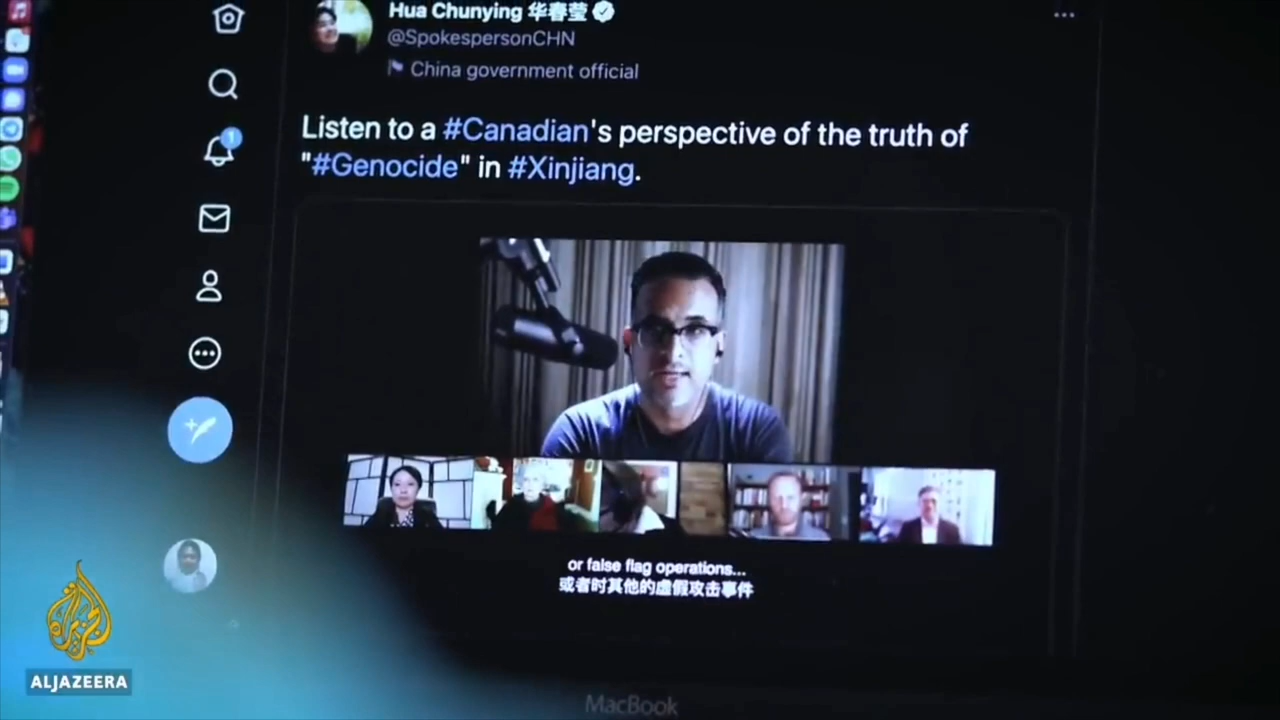 Hua Chunying 华春莹
@SpokespersonCHN
China government official
Listen to a #Canadian's perspective of the truth of
"#Genocide" in #Xinjiang.
1
or false flag operations...
或者时其他的虚假攻击事件
ALJAZEERA
MacBook